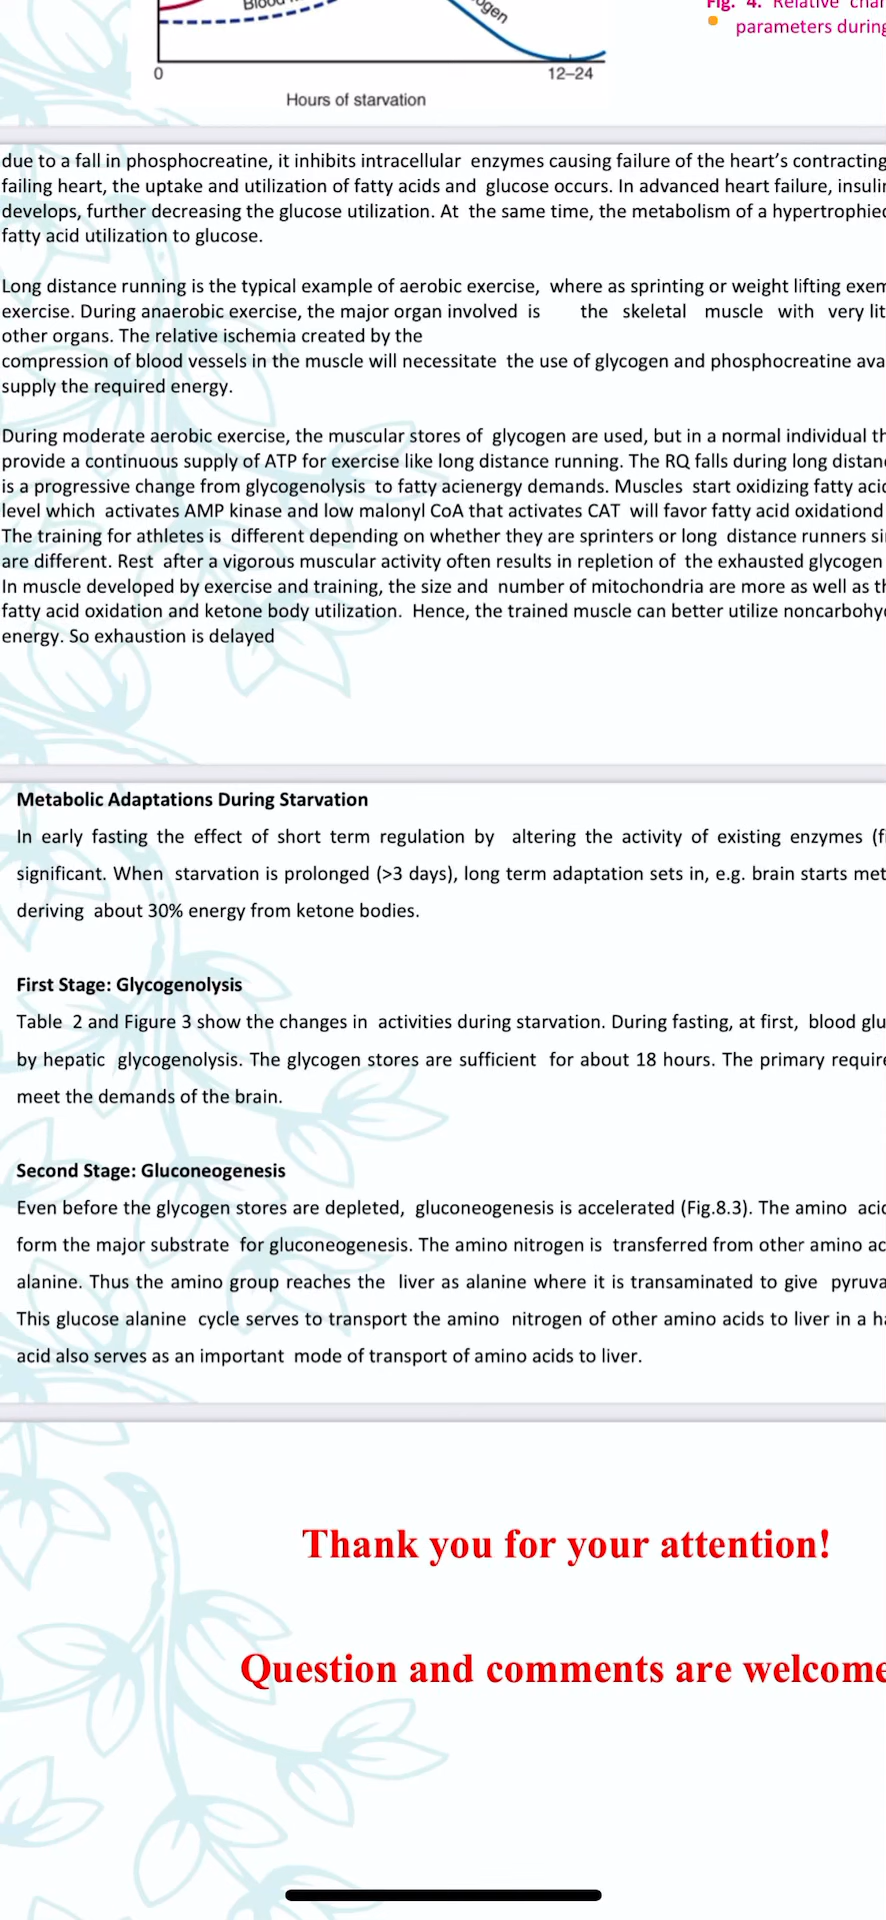 Fig. 4. Relative
parameters during
Blood
0
12–24
Hours of starvation
due to a fall in phosphocreatine, it inhibits intracellular enzymes causing failure of the heart's contracting
failing heart, the uptake and utilization of fatty acids and glucose occurs. In advanced heart failure,
develops, further decreasing the glucose utilization. At the same time, the metabolism of a
fatty acid utilization to glucose.
Long distance running is the typical example of aerobic exercise, where as sprinting or weight lifting
exercise. During anaerobic exercise, the major organ involved is the skeletal muscle with very
other organs. The relative ischemia created by the
compression of blood vessels in the muscle will necessitate the use of glycogen and phosphocreatine
supply the required energy.
During moderate aerobic exercise, the muscular stores of glycogen are used, but in a normal individual
provide a continuous supply of ATP for exercise like long distance running. The RQ falls during long
is a progressive change from glycogenolysis to fatty acienergy demands. Muscles start oxidizing fatty
level which activates AMP kinase and low malonyl CoA that activates CAT will favor fatty acid oxidationd
The training for athletes is different depending on whether they are sprinters or long distance runners
are different. Rest after a vigorous muscular activity often results in repletion of the exhausted glycogen
In muscle developed by exercise and training, the size and number of mitochondria are more as well as
fatty acid oxidation and ketone body utilization. Hence, the trained muscle can better utilize
energy. So exhaustion is delayed
Metabolic Adaptations During Starvation
In early fasting the effect of short term regulation by altering the activity of existing enzymes
significant. When starvation is prolonged (>3 days), long term adaptation sets in, e.g. brain starts
deriving about 30% energy from ketone bodies.
First Stage: Glycogenolysis
Table 2 and Figure 3 show the changes in activities during starvation. During fasting, at first, blood
by hepatic glycogenolysis. The glycogen stores are sufficient for about 18 hours. The primary
meet the demands of the brain.
Second Stage: Gluconeogenesis
Even before the glycogen stores are depleted, gluconeogenesis is accelerated (Fig.8.3). The amino
form the major substrate for gluconeogenesis. The amino nitrogen is transferred from other amino
alanine. Thus the amino group reaches the liver as alanine where it is transaminated to give
This glucose alanine cycle serves to transport the amino nitrogen of other amino acids to liver in a
acid also serves as an important mode of transport of amino acids to liver.
Thank you for your attention!
Question and comments are welcome